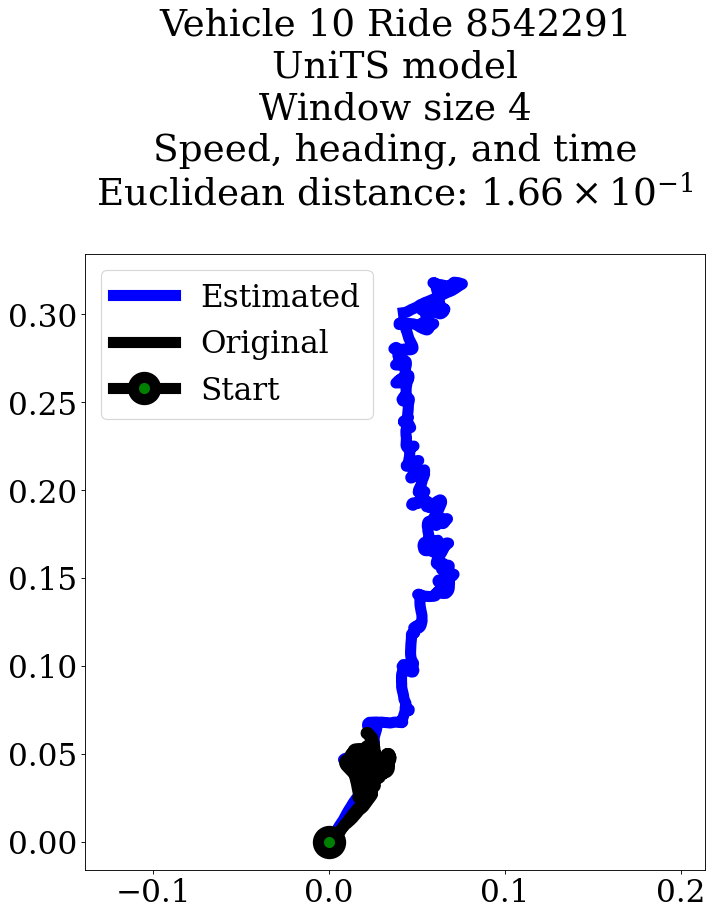 Vehicle 10 Ride 8542291
UniTS model
Window size 4
Speed, heading, and time
Euclidean distance: 1.66 × 10⁻¹
Estimated
Original
Start
0.30
0.25
0.20
0.15
0.10
0.05
0.00
−0.1 0.0 0.1 0.2